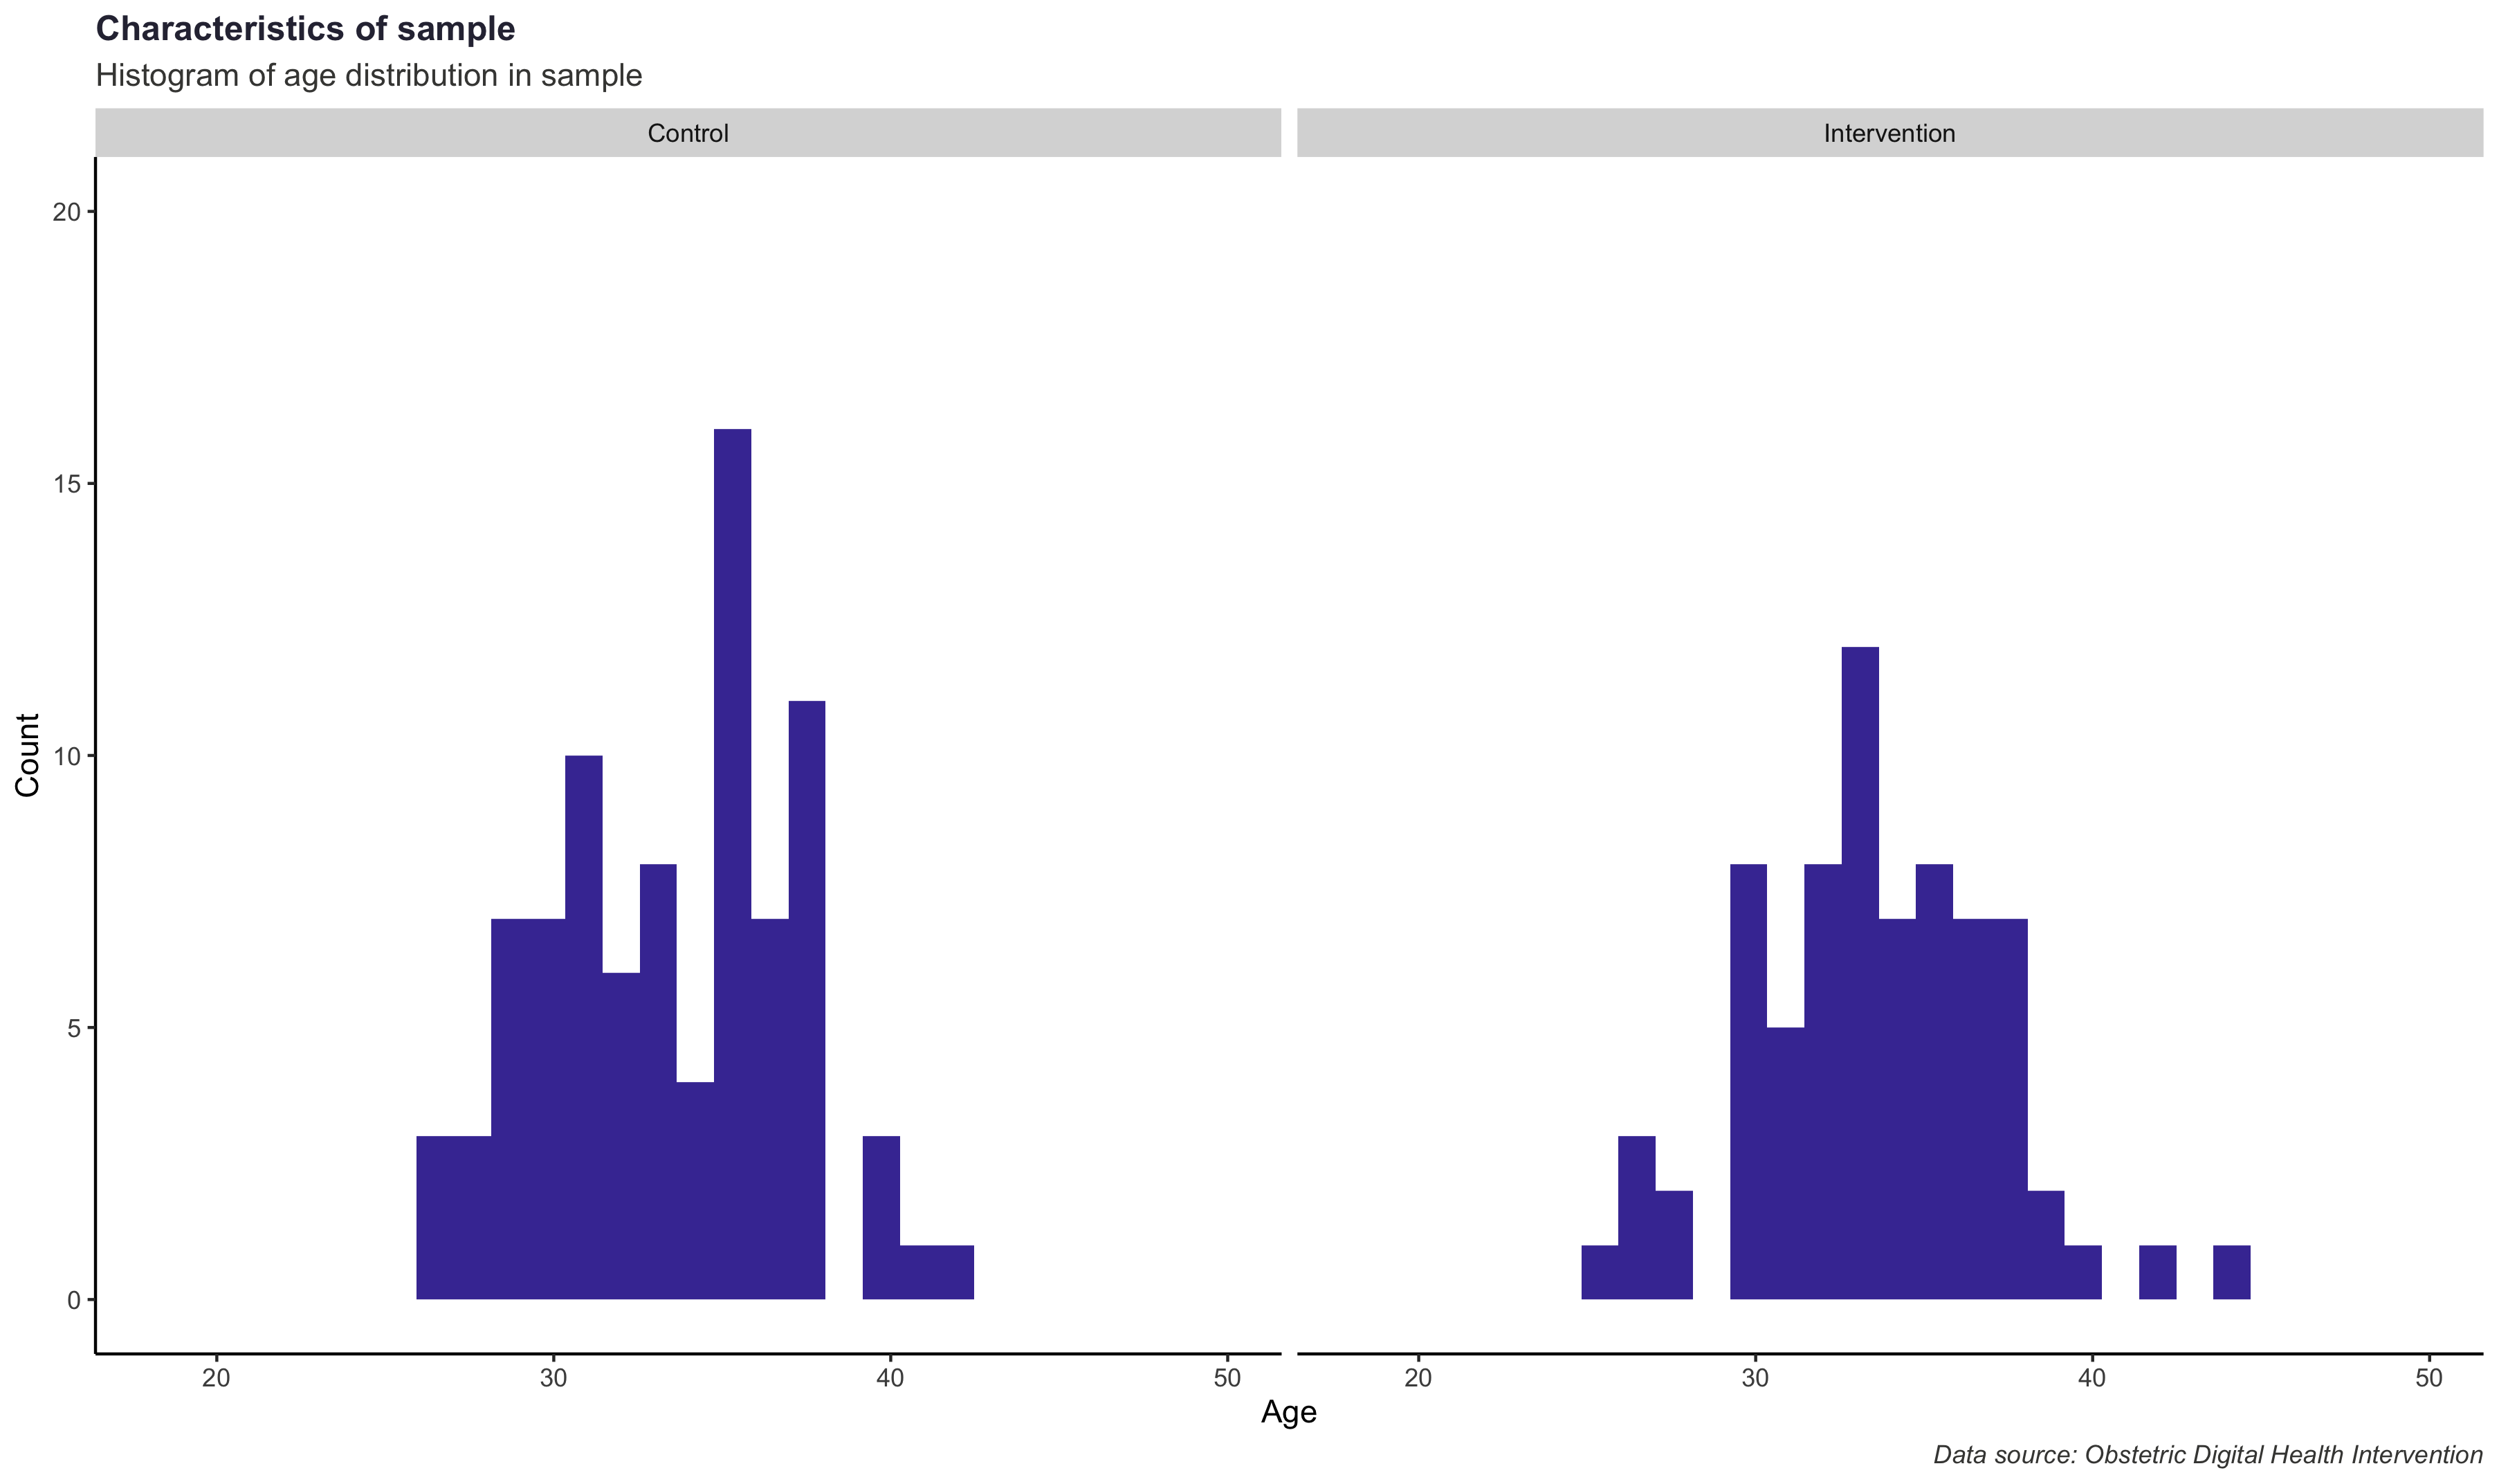 Characteristics of sample
Histogram of age distribution in sample
Control
Intervention
20
15
10
5
0
Count
20 30 40 50
20 30 40 50
Age
Data source: Obstetric Digital Health Intervention